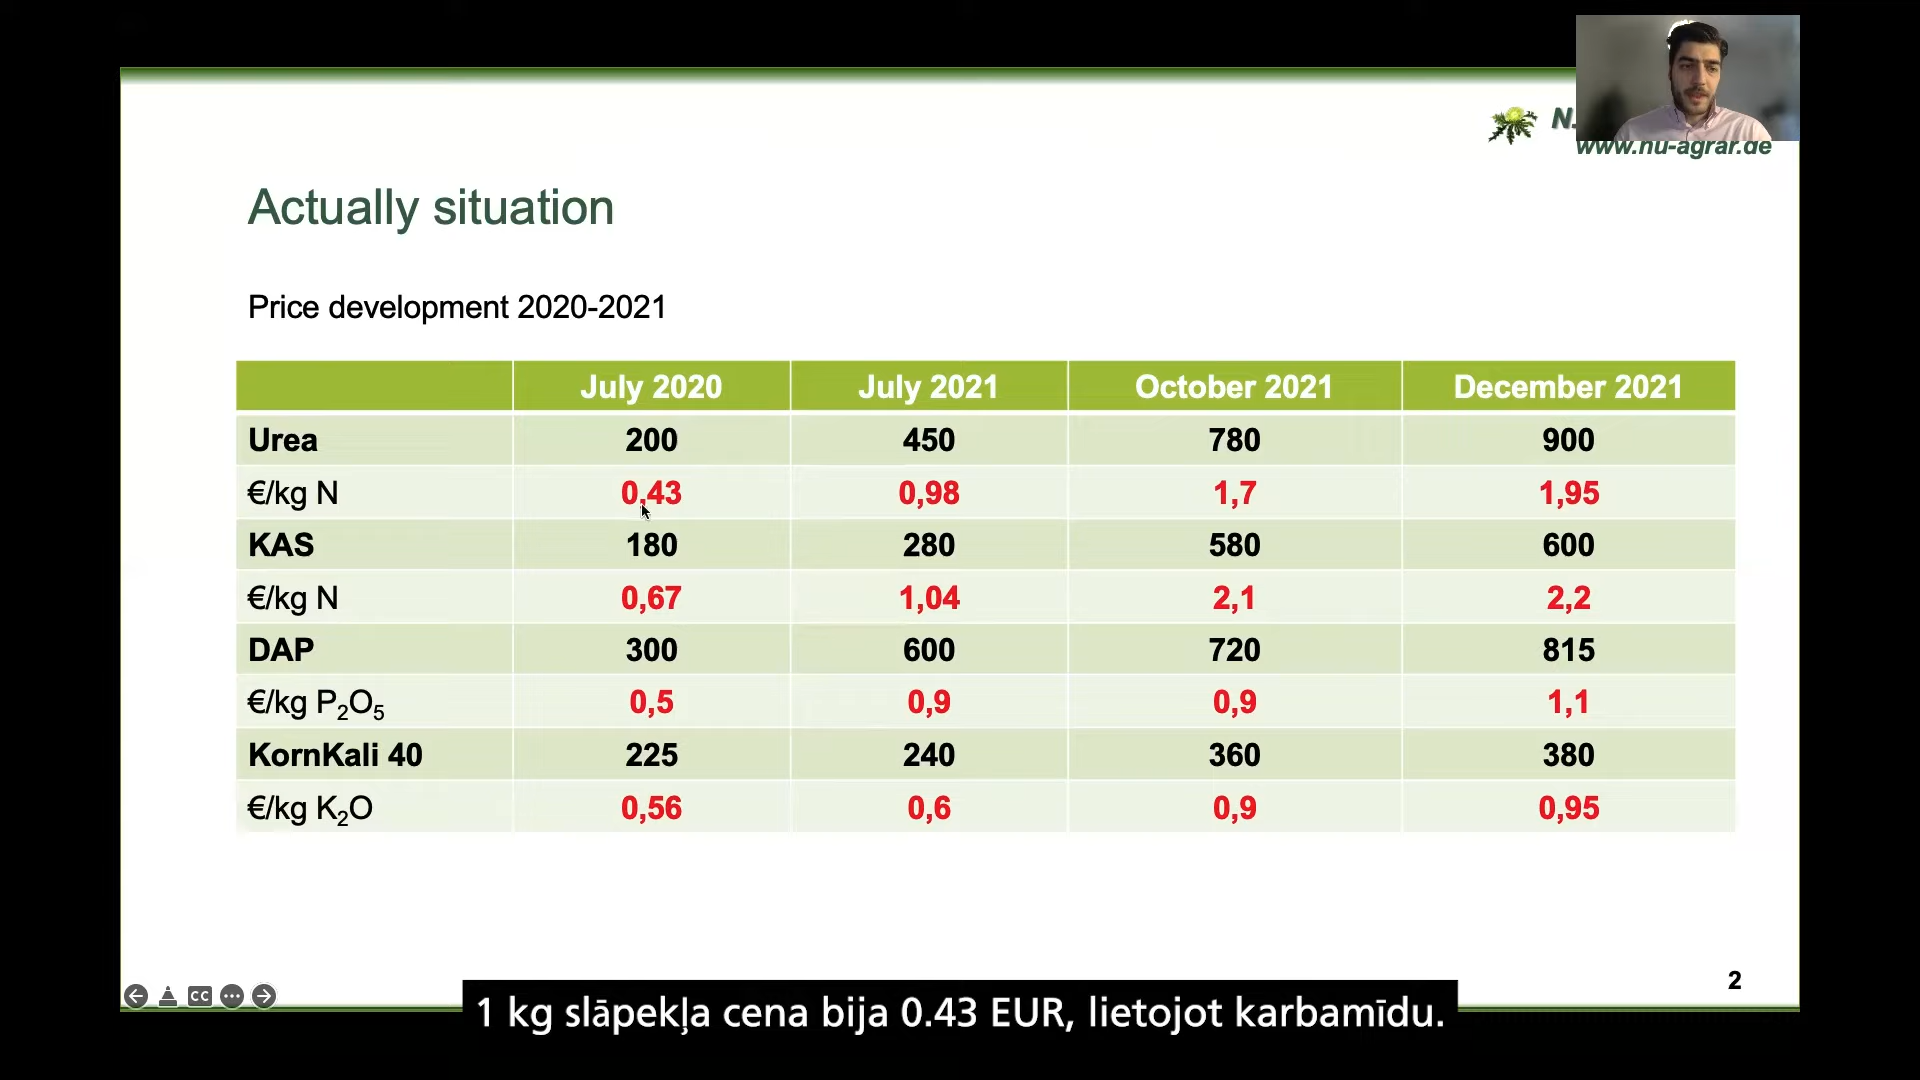 N.
www.nu-agrar.de
Actually situation
Price development 2020-2021
July 2020 July 2021 October 2021 December 2021
Urea 200 450 780 900
€/kg N 0,43 0,98 1,7 1,95
KAS 180 280 580 600
€/kg N 0,67 1,04 2,1 2,2
DAP 300 600 720 815
€/kg P₂O₅ 0,5 0,9 0,9 1,1
KornKali 40 225 240 360 380
€/kg K₂O 0,56 0,6 0,9 0,95
2
CC
1 kg slāpekļa cena bija 0.43 EUR, lietojot karbamīdu.